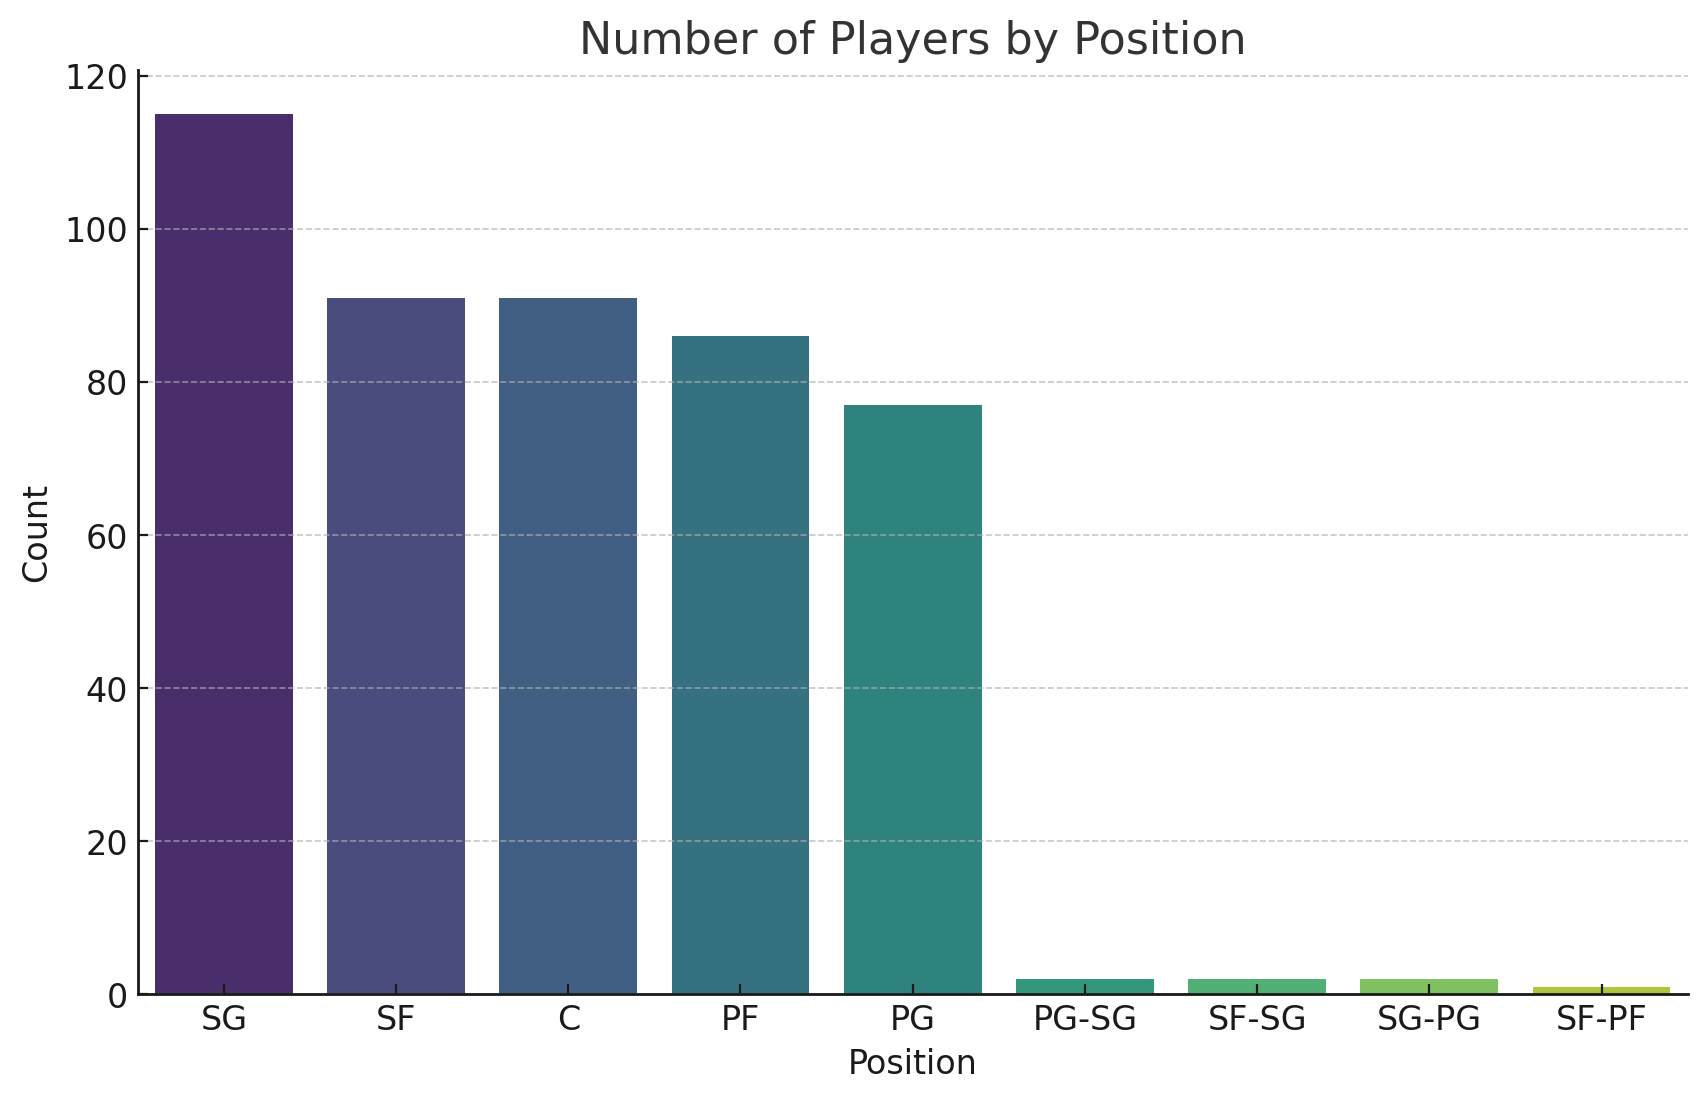 Number of Players by Position
120
100
80
60
40
20
0
Count
SG SF C PF PG PG-SG SF-SG SG-PG SF-PF
Position